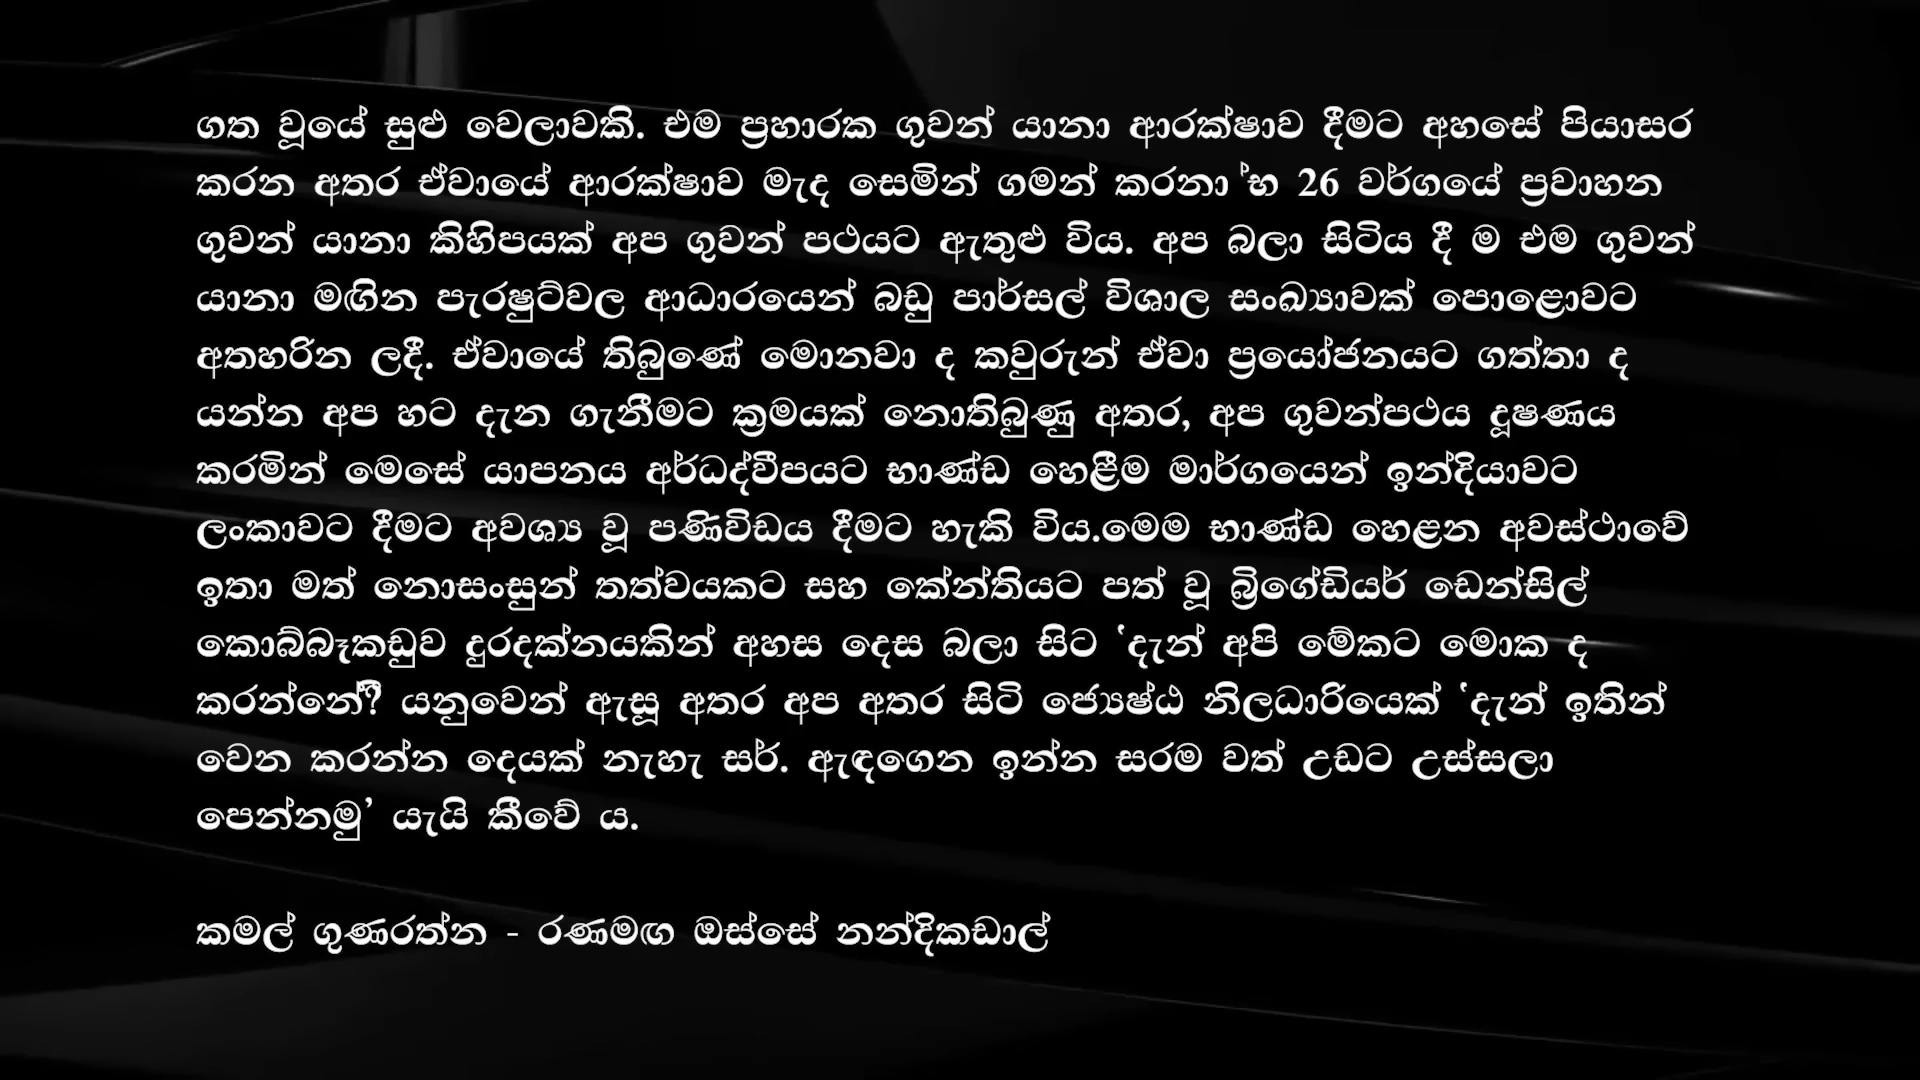 ගත වූයේ සුළු වෙලාවකි. එම ප්‍රහාරක ගුවන් යානා ආරක්ෂාව දීමට අහසේ පියාසර
කරන අතර ඒවායේ ආරක්ෂාව මැද සෙමින් ගමන් කරනා ්භ 26 වර්ගයේ ප්‍රවාහන
ගුවන් යානා කිහිපයක් අප ගුවන් පථයට ඇතුළු විය. අප බලා සිටිය දී ම එම ගුවන්
යානා මඟින පැරෂුට්වල ආධාරයෙන් බඩු පාර්සල් විශාල සංඛ්‍යාවක් පොළොවට
අතහරින ලදී. ඒවායේ තිබුණේ මොනවා ද කවුරුන් ඒවා ප්‍රයෝජනයට ගත්තා ද
යන්න අප හට දැන ගැනීමට ක්‍රමයක් නොතිබුණු අතර, අප ගුවන්පථය දූෂණය
කරමින් මෙසේ යාපනය අර්ධද්වීපයට භාණ්ඩ හෙළීම මාර්ගයෙන් ඉන්දියාවට
ලංකාවට දීමට අවශ්‍ය වූ පණිවිඩය දීමට හැකි විය.මෙම භාණ්ඩ හෙළන අවස්ථාවේ
ඉතා මත් නොසංසුන් තත්වයකට සහ කේන්තියට පත් වූ බ්‍රිගේඩියර් ඩෙන්සිල්
කොබ්බෑකඩුව දුරදක්නයකින් අහස දෙස බලා සිට ‘දැන් අපි මේකට මොක ද
කරන්නේ?’ යනුවෙන් ඇසූ අතර අප අතර සිටි ජ්‍යෙෂ්ඨ නිලධාරියෙක් ‘දැන් ඉතින්
වෙන කරන්න දෙයක් නැහැ සර්. ඇඳගෙන ඉන්න සරම වත් උඩට උස්සලා
පෙන්නමු’ යැයි කීවේ ය.
කමල් ගුණරත්න - රණමඟ ඔස්සේ නන්දිකඩාල්